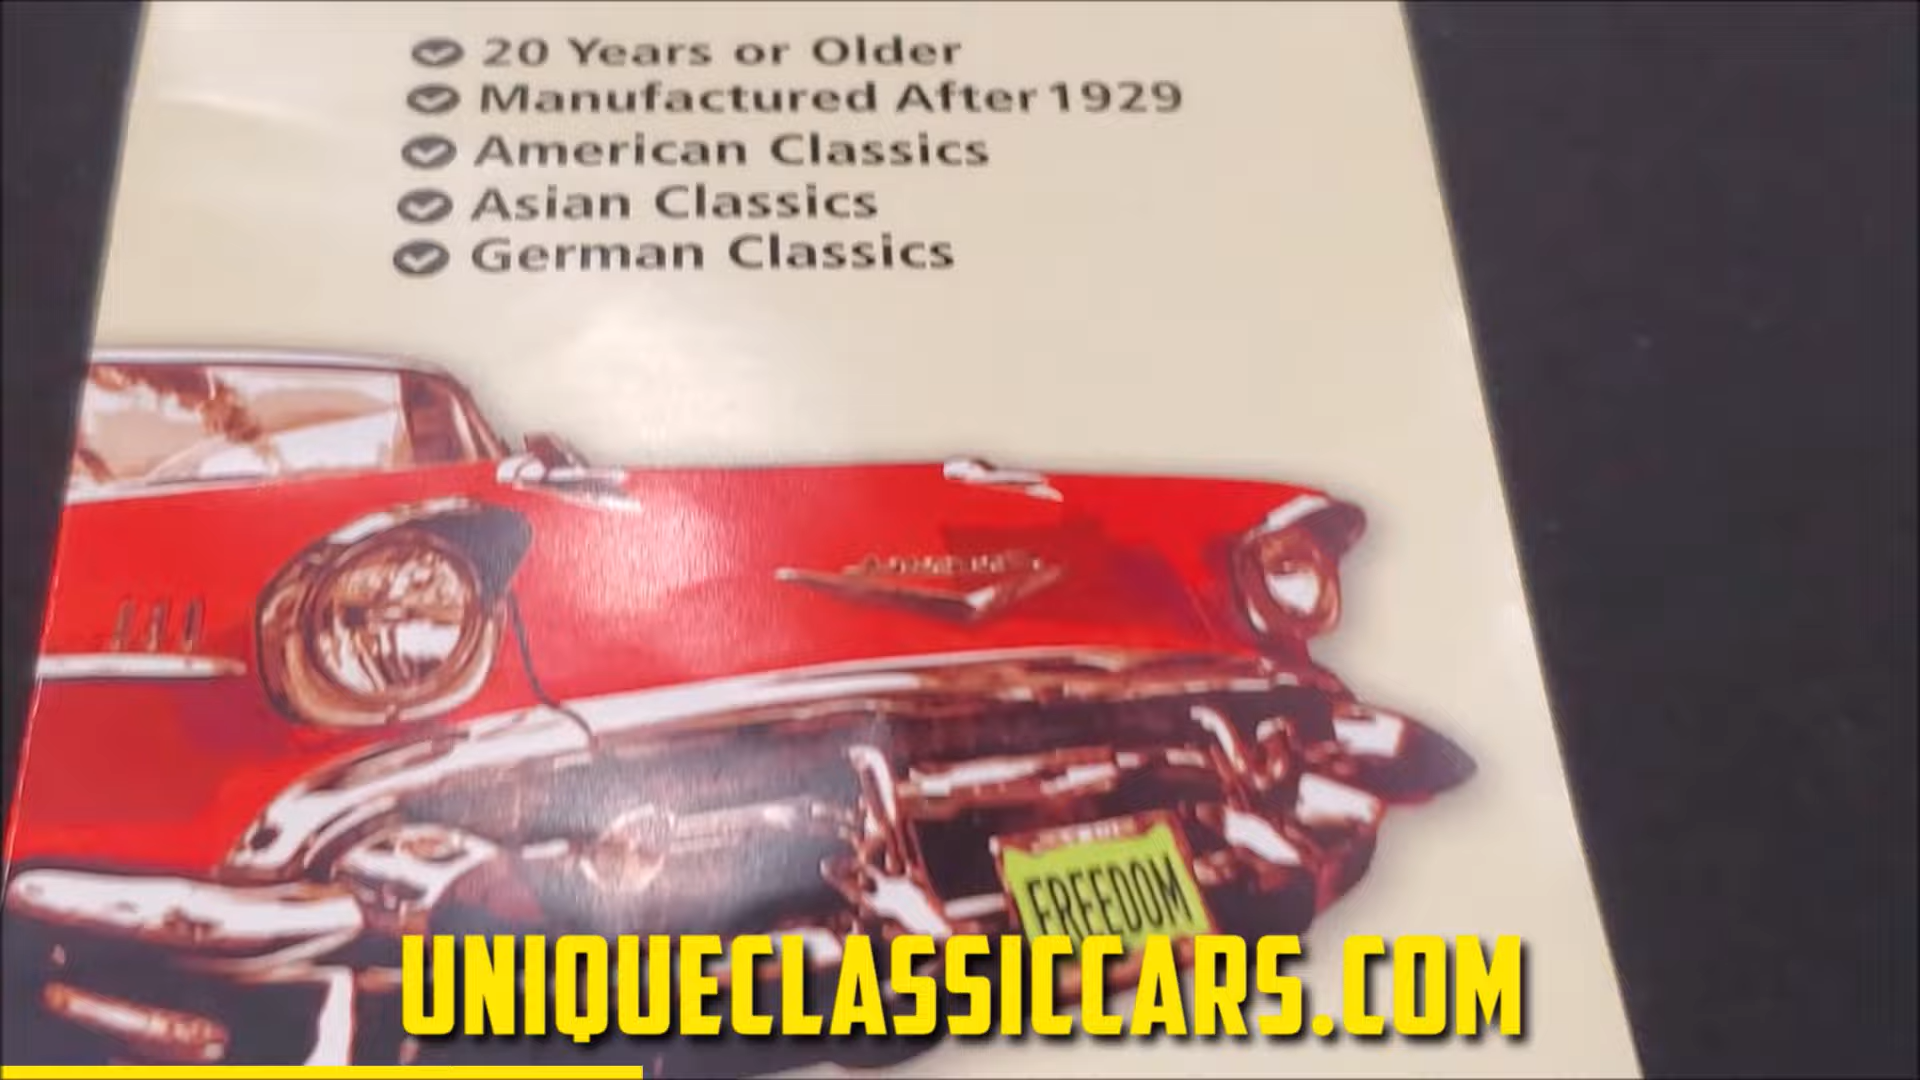 20 Years or Older
Manufactured After 1929
American Classics
Asian Classics
German Classics
FREEDOM
UNIQUECLASSICCARS.COM